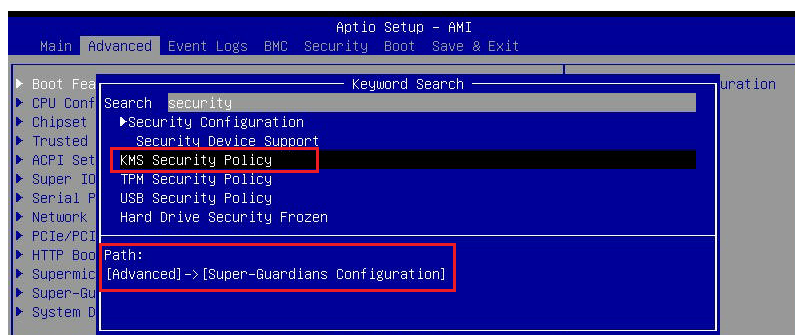 Aptio Setup – AMI
Main Advanced Event Logs BMC Security Boot Save & Exit
Boot Fea
uration
CPU Conf
Chipset
Trusted
ACPI Set
Super IO
Serial P
Network
PCIe/PCI
HTTP Boo
Supermic
Super-Gu
System D
Keyword Search
Search security
Security Configuration
Security Device Support
KMS Security Policy
TPM Security Policy
USB Security Policy
Hard Drive Security Frozen
Path:
[Advanced]->[Super-Guardians Configuration]